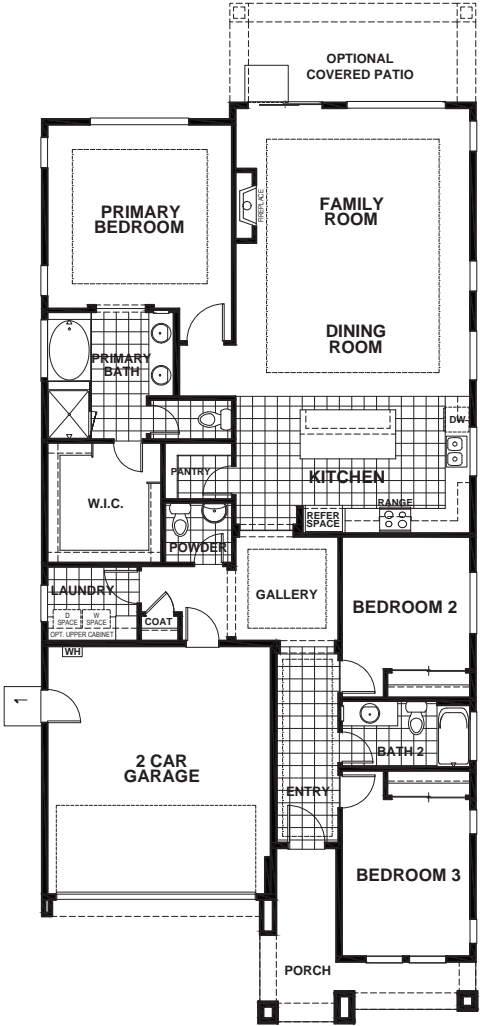 OPTIONAL
COVERED PATIO
PRIMARY
BEDROOM
FIREPLACE
FAMILY
ROOM
DINING
ROOM
PRIMARY
BATH
DW
PANTRY
KITCHEN
W.I.C.
RANGE
REFER
SPACE
POWDER
LAUNDRY
GALLERY
BEDROOM 2
D
SPACE
W
SPACE
OPT. UPPER CABINET
COAT
WH
1
2 CAR
GARAGE
BATH 2
ENTRY
BEDROOM 3
PORCH